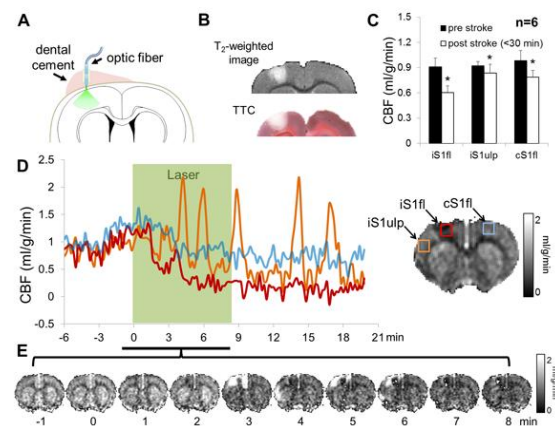 A
dental
cement
optic fiber
B
T2-weighted
image
TTC
C
n=6
pre stroke
post stroke (<30 min)
CBF (ml/g/min)
1.5
1.2
0.9
0.6
0.3
0.0
*
*
*
iS1fl
iS1ulp
cS1fl
D
CBF (ml/g/min)
2.5
2
1.5
1
0.5
0
-0.5
Laser
-6
-3
0
3
6
9
12
15
18
21 min
iS1fl
cS1fl
iS1ulp
2
0
ml/g/min
E
-1
0
1
2
3
4
5
6
7
8
min
2
0
ml/g/min